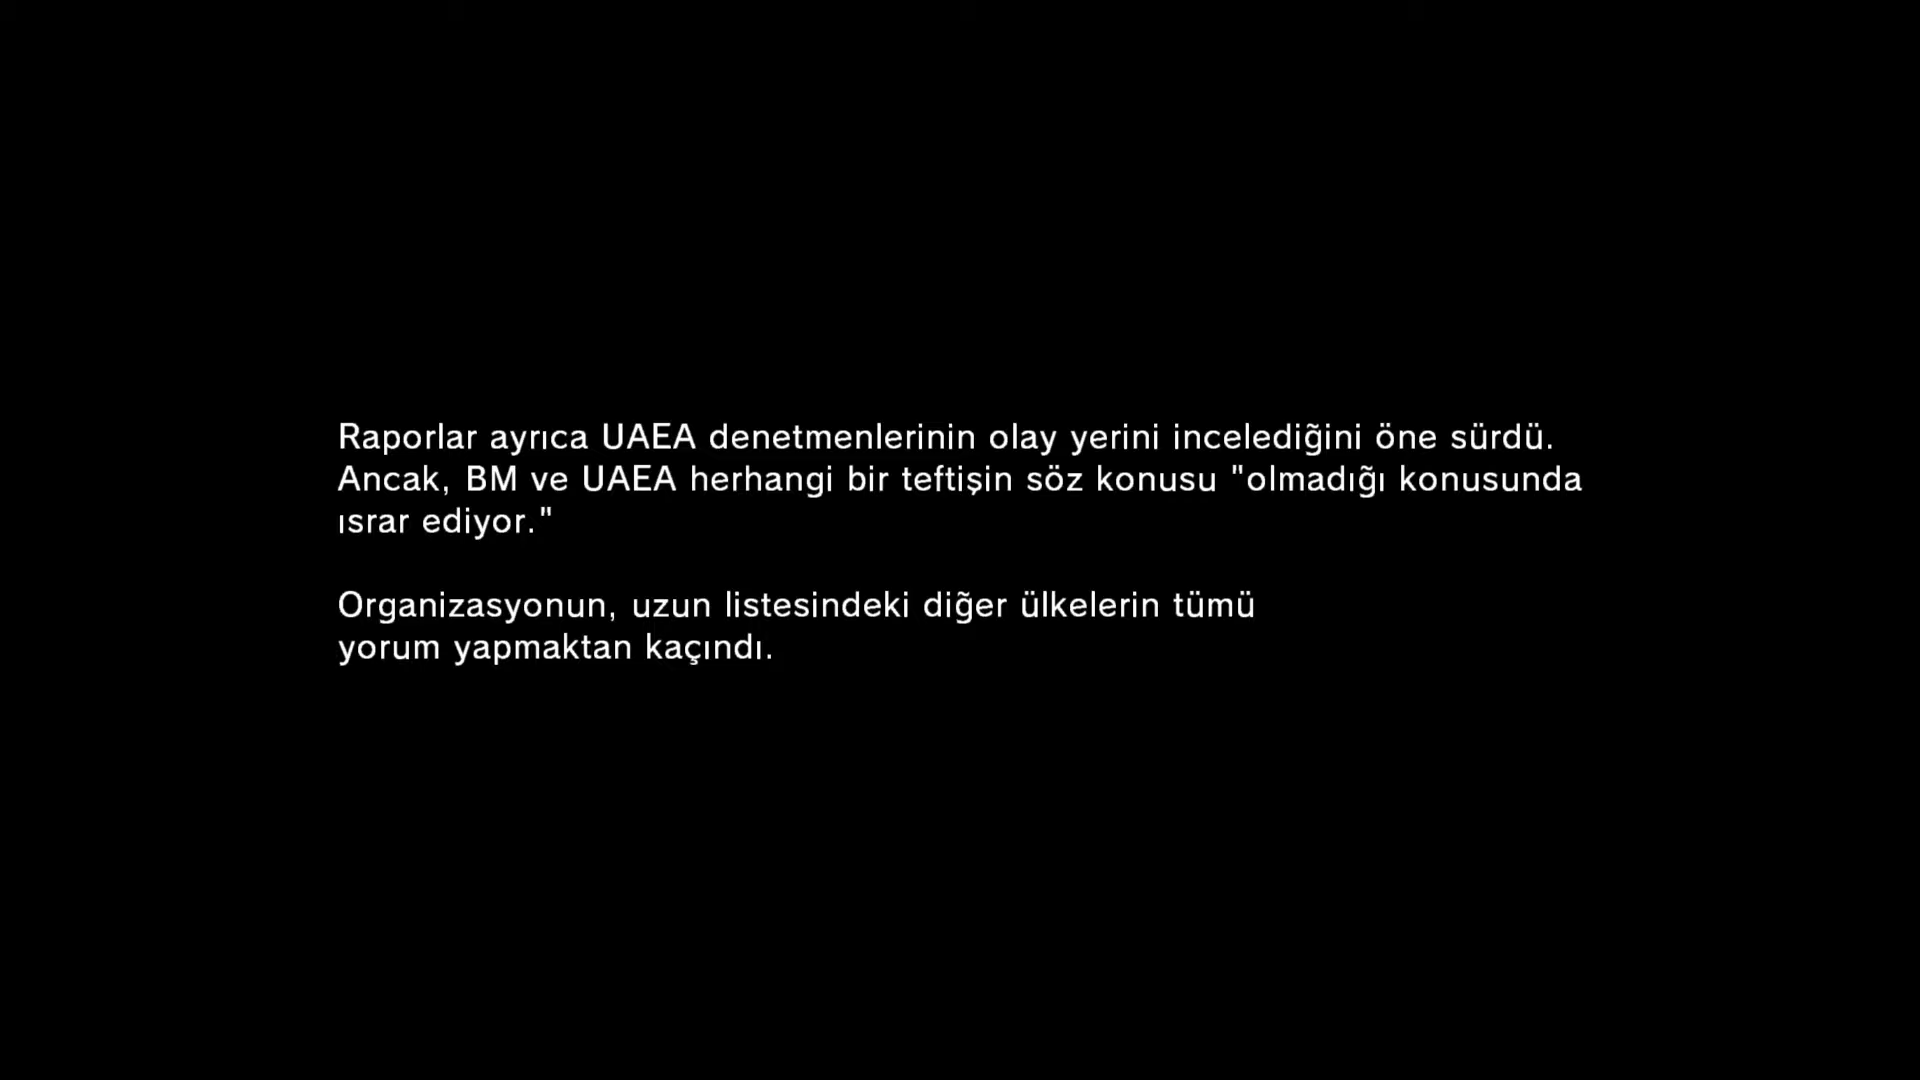 Raporlar ayrıca UAEA denetmenlerinin olay yerini incelediğini öne sürdü.
Ancak, BM ve UAEA herhangi bir teftişin söz konusu "olmadığı konusunda
ısrar ediyor."
Organizasyonun, uzun listesindeki diğer ülkelerin tümü
yorum yapmaktan kaçındı.